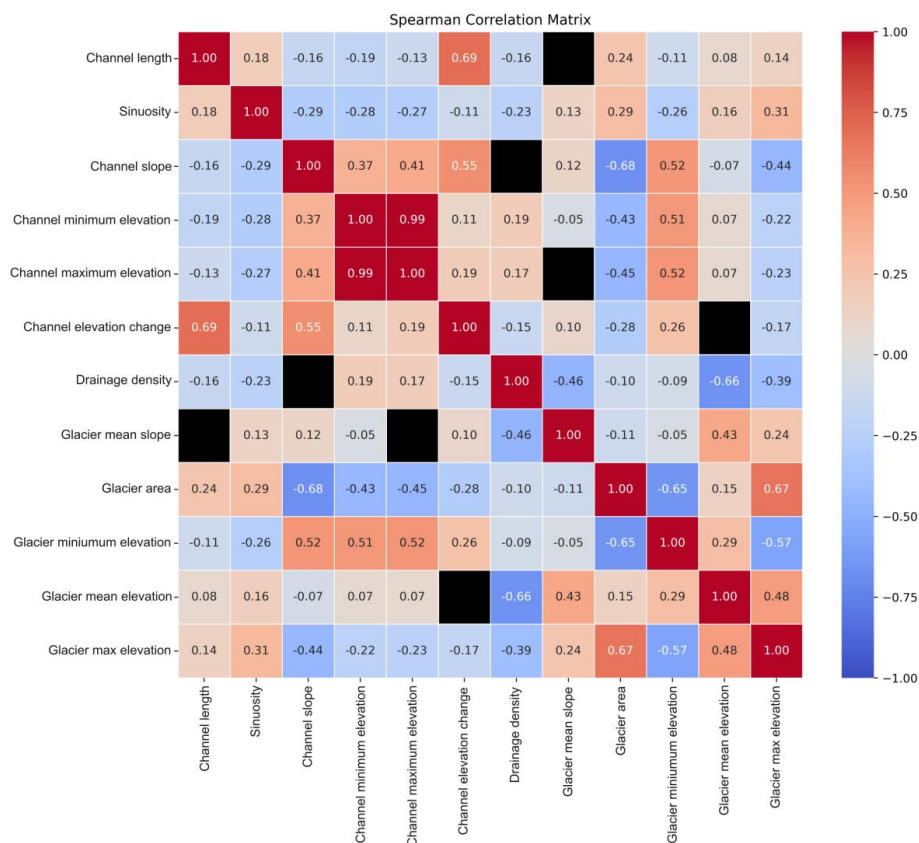 Spearman Correlation Matrix
Channel length 1.00 0.18 -0.16 -0.19 -0.13 0.69 -0.16 0.24 -0.11 0.08 0.14
Sinuosity 0.18 1.00 -0.29 -0.28 -0.27 -0.11 -0.23 0.13 0.29 -0.26 0.16 0.31
Channel slope -0.16 -0.29 1.00 0.37 0.41 0.55 0.12 -0.68 0.52 -0.07 -0.44
Channel minimum elevation -0.19 -0.28 0.37 1.00 0.99 0.11 0.19 -0.05 -0.43 0.51 0.07 -0.22
Channel maximum elevation -0.13 -0.27 0.41 0.99 1.00 0.19 0.17 -0.45 0.52 0.07 -0.23
Channel elevation change 0.69 -0.11 0.55 0.11 0.19 1.00 -0.15 0.10 -0.28 0.26 -0.17
Drainage density -0.16 -0.23 0.19 0.17 -0.15 1.00 -0.46 -0.10 -0.09 -0.66 -0.39
Glacier mean slope 0.13 0.12 -0.05 0.10 -0.46 1.00 -0.11 -0.05 0.43 0.24
Glacier area 0.24 0.29 -0.68 -0.43 -0.45 -0.28 -0.10 -0.11 1.00 -0.65 0.15 0.67
Glacier miniumum elevation -0.11 -0.26 0.52 0.51 0.52 0.26 -0.09 -0.05 -0.65 1.00 0.29 -0.57
Glacier mean elevation 0.08 0.16 -0.07 0.07 0.07 -0.66 0.43 0.15 0.29 1.00 0.48
Glacier max elevation 0.14 0.31 -0.44 -0.22 -0.23 -0.17 -0.39 0.24 0.67 -0.57 0.48 1.00
Channel length
Sinuosity
Channel slope
Channel minimum elevation
Channel maximum elevation
Channel elevation change
Drainage density
Glacier mean slope
Glacier area
Glacier miniumum elevation
Glacier mean elevation
Glacier max elevation
1.00
0.75
0.50
0.25
0.00
−0.25
−0.50
−0.75
−1.00